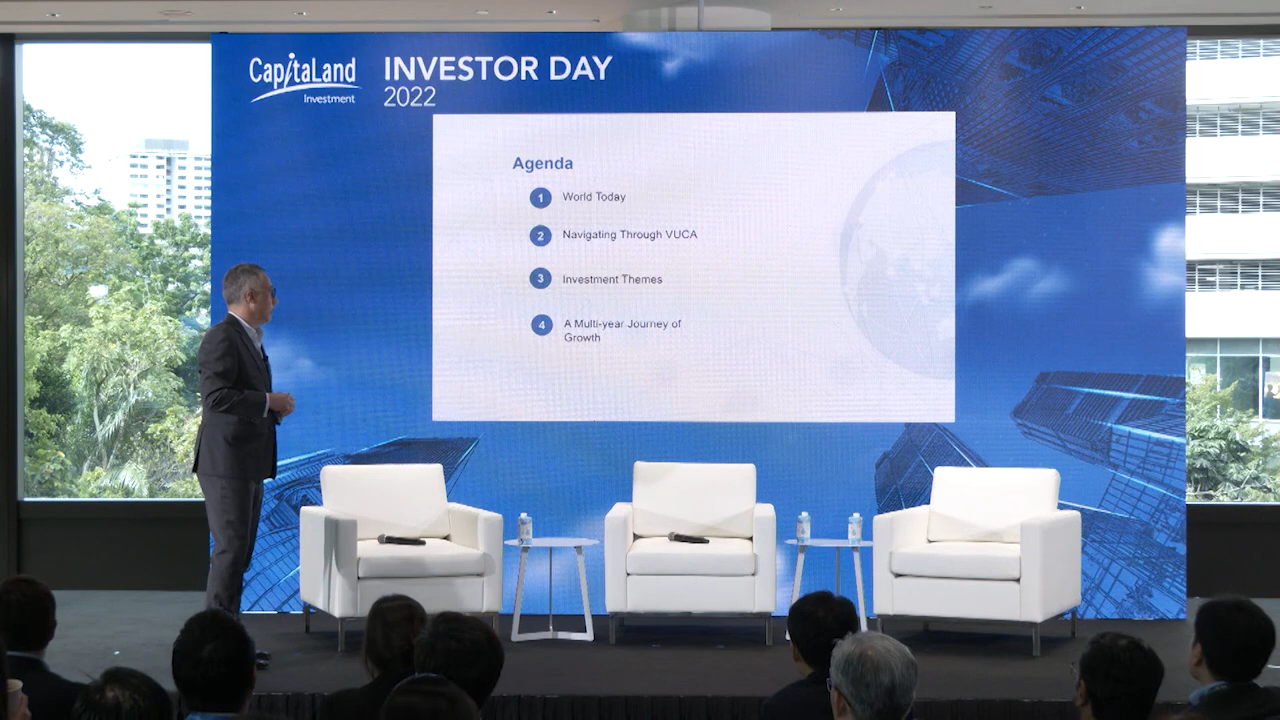 CapitaLand
Investment
INVESTOR DAY
2022
Agenda
1 World Today
2 Navigating Through VUCA
3 Investment Themes
4 A Multi-year Journey of
Growth